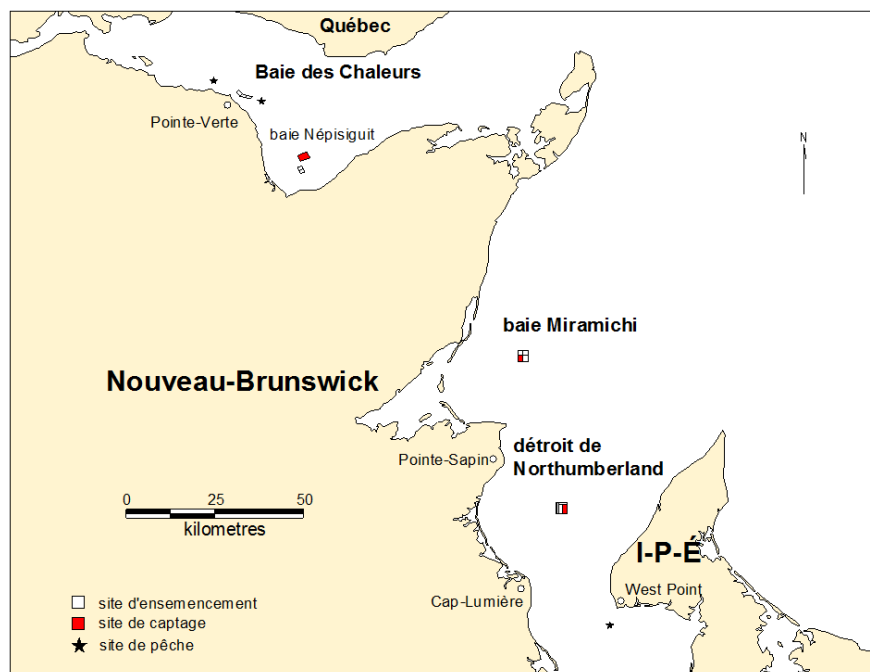 Québec
Baie des Chaleurs
Pointe-Verte
baie Népisiguit
N
baie Miramichi
Nouveau-Brunswick
détroit de
Northumberland
Pointe-Sapin
0 25 50
kilometres
I-P-É
West Point
Cap-Lumière
site d'ensemencement
site de captage
site de pêche